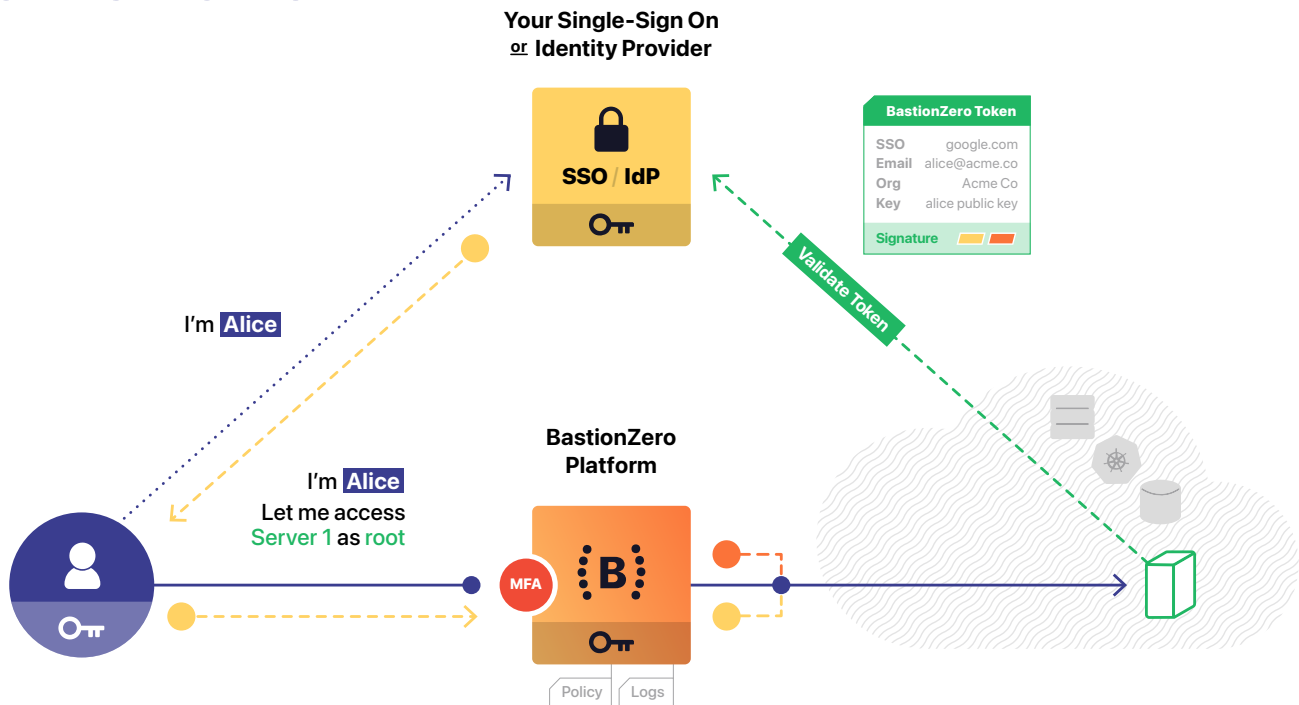 Your Single-Sign On
or Identity Provider
SSO / IdP
BastionZero Token
SSO google.com
Email alice@acme.co
Org Acme Co
Key alice public key
Signature
Validate Token
I'm Alice
BastionZero
Platform
I'm Alice
Let me access
Server 1 as root
MFA
B
Policy
Logs